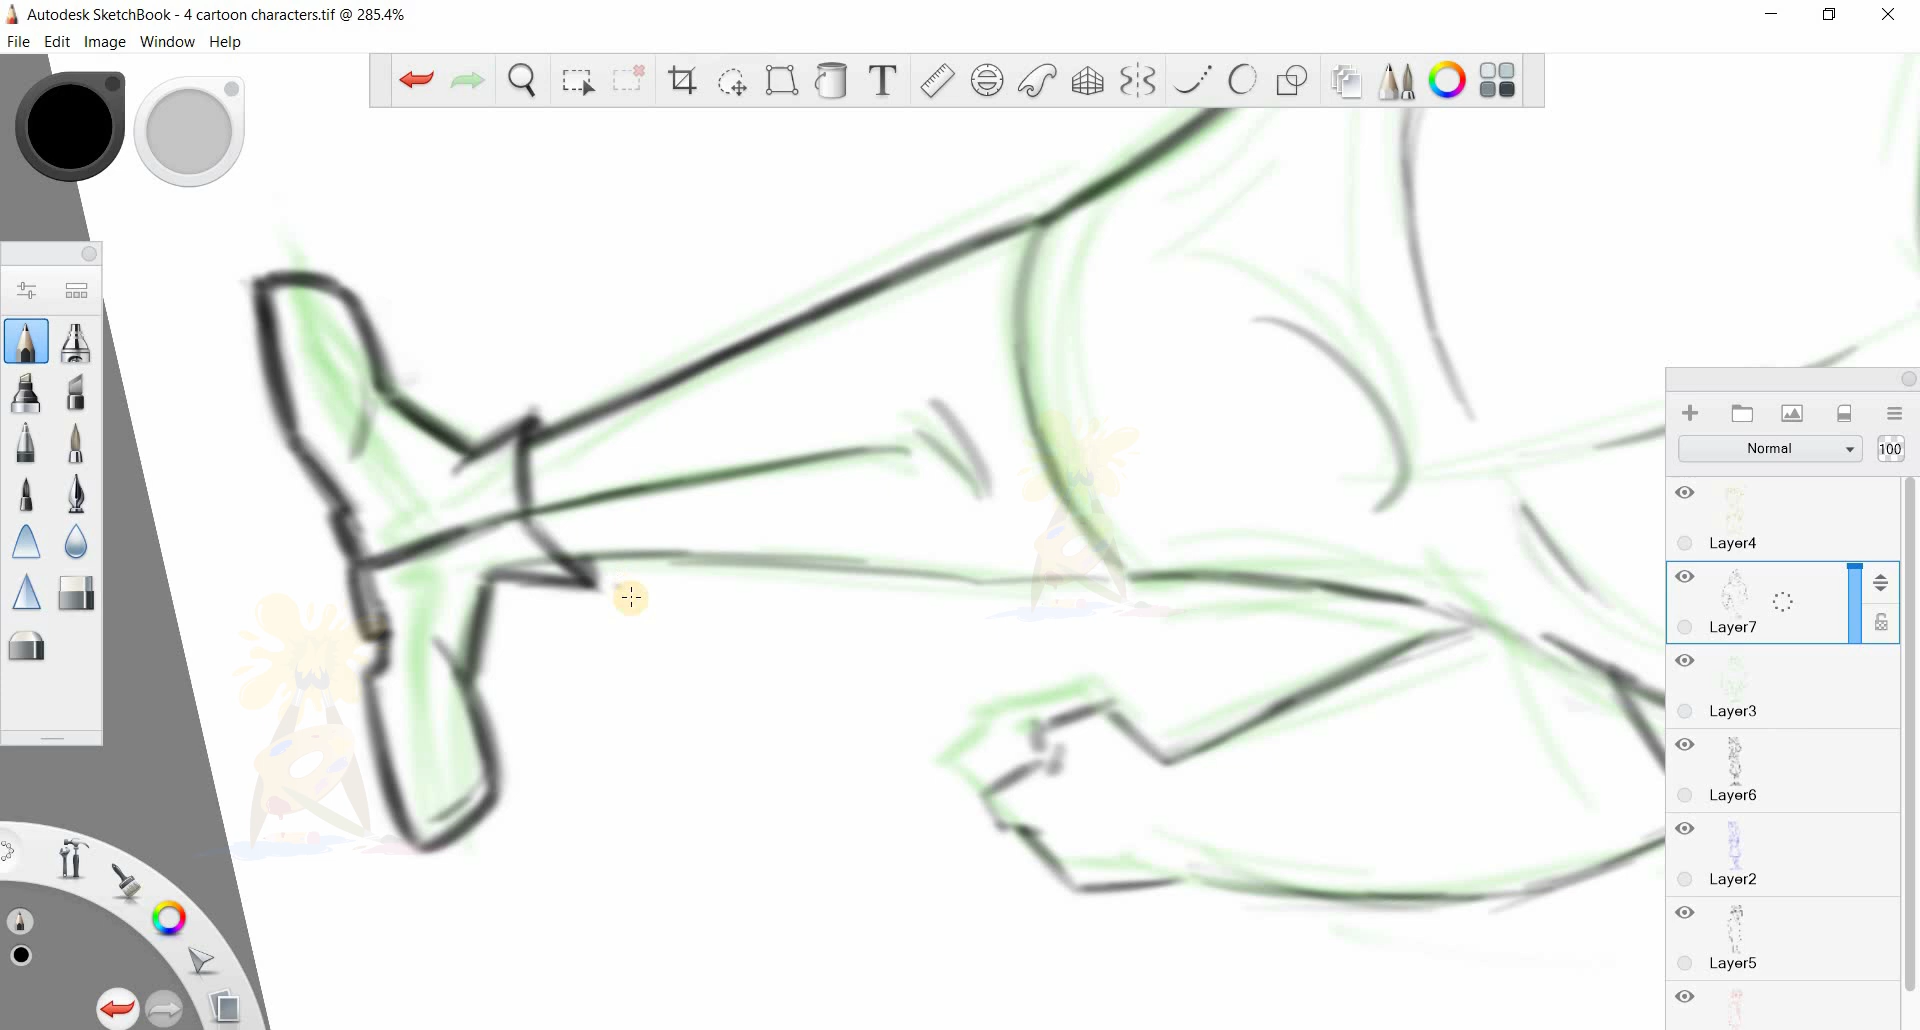 Autodesk SketchBook - 4 cartoon characters.tif @ 285.4%
File Edit Image Window Help
T
Normal 100
Layer4
Layer7
Layer3
Layer6
Layer2
Layer5